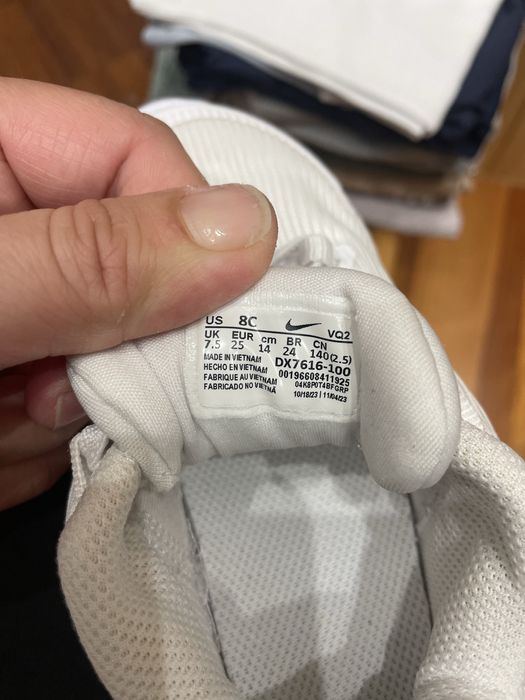 US 8C VQ2
UK EUR cm BR CN
7.5 25 14 24 140(2.5)
MADE IN VIETNAM DX7616-100
HECHO EN VIETNAM 00196608411925
FABRIQUE AU VIETNAM 04K8P0T4BFGRP
FABRICADO NO VIETNÃ 10/18/23 | 11/04/23